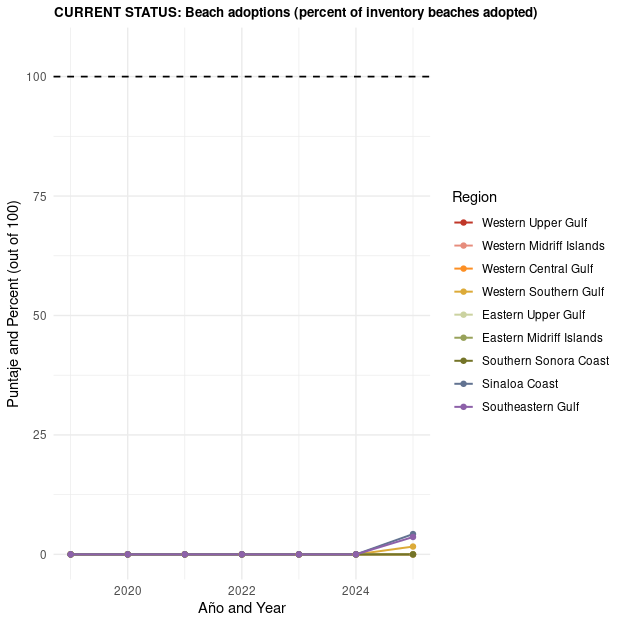 CURRENT STATUS: Beach adoptions (percent of inventory beaches adopted)
Puntaje and Percent (out of 100)
100
75
50
25
0
2020
2022
2024
Año and Year
Region
Western Upper Gulf
Western Midriff Islands
Western Central Gulf
Western Southern Gulf
Eastern Upper Gulf
Eastern Midriff Islands
Southern Sonora Coast
Sinaloa Coast
Southeastern Gulf